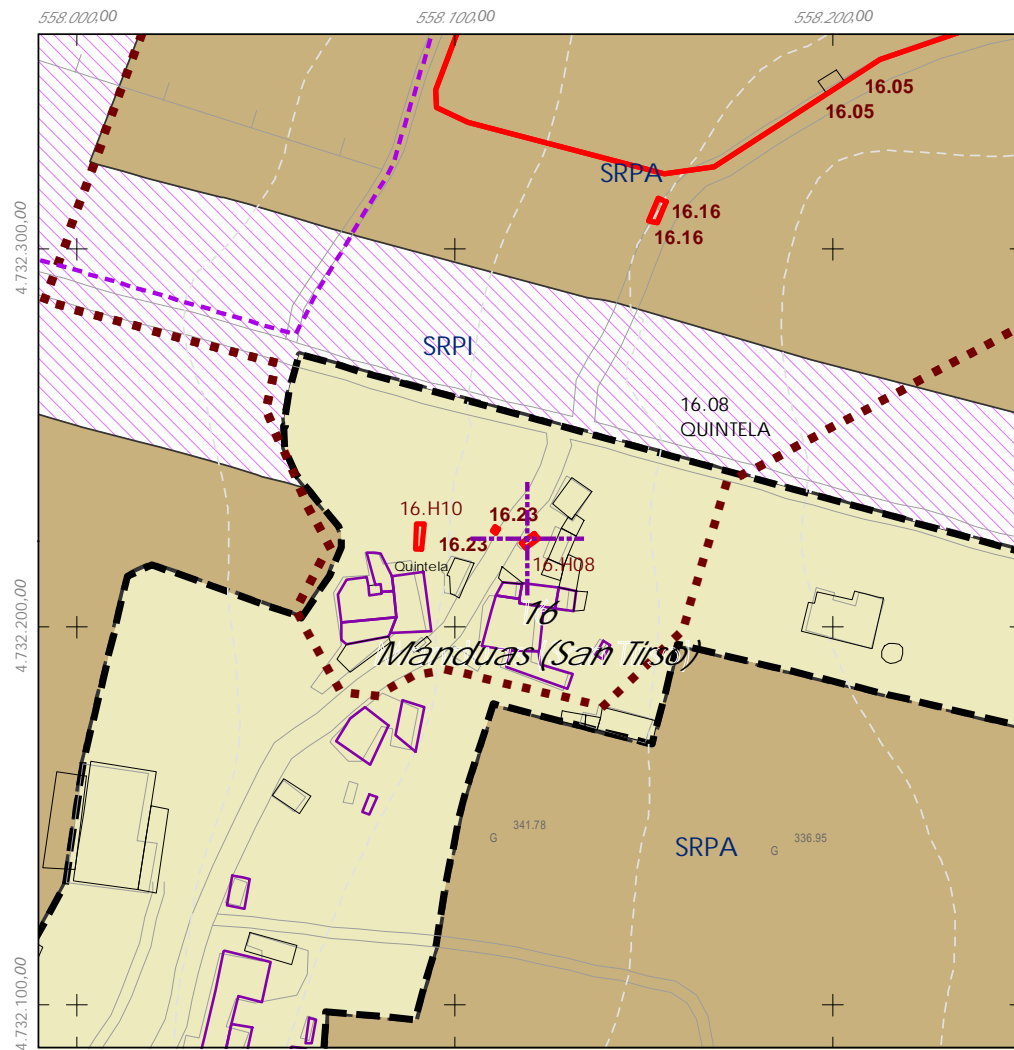 558.000,00
558.100,00
558.200,00
16.05
16.05
SRPA
16.16
16.16
4.732.300,00
SRPI
16.08
QUINTELA
16.H10
16.23
16.23
Quintela
16.H08
16
4.732.200,00
Manduas (San Tirso)
341.78
G
336.95
G
SRPA
4.732.100,00